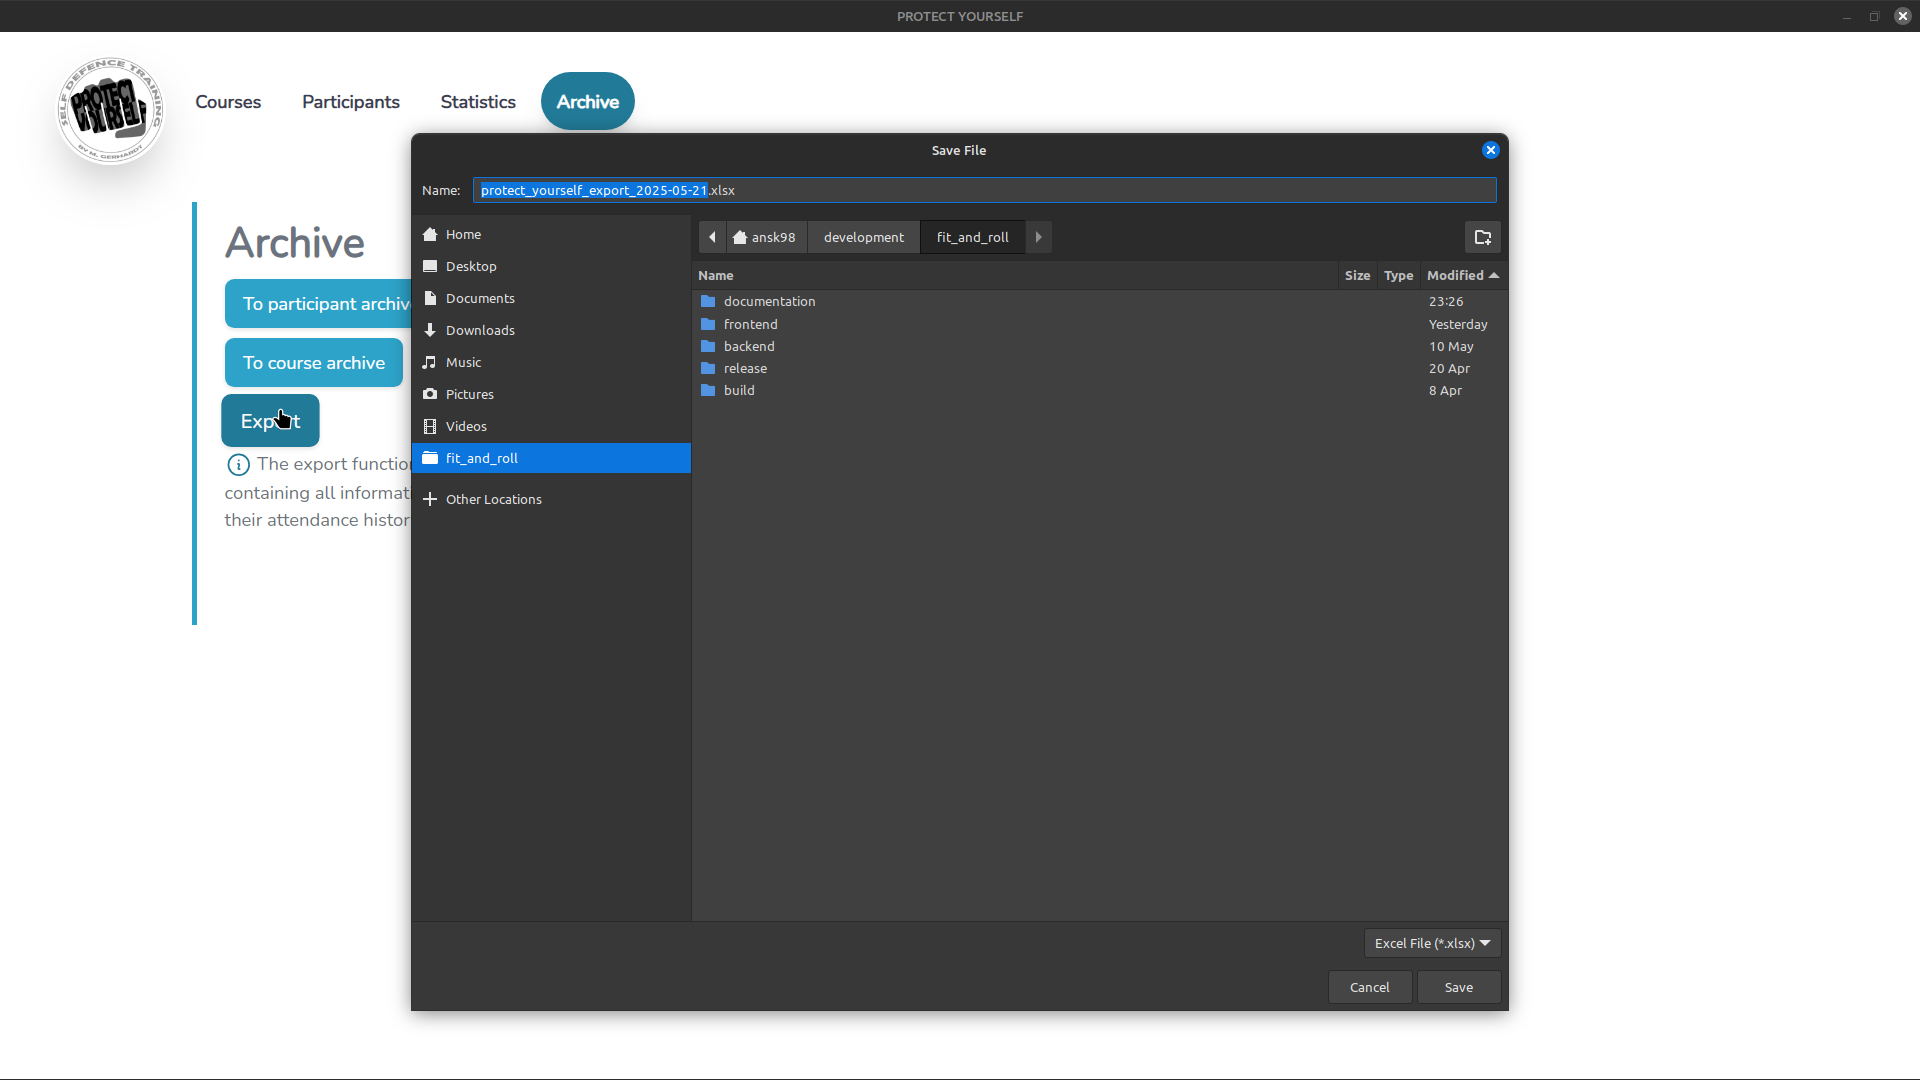 PROTECT YOURSELF
SELF DEFENCE TRAINING
PROTECT
YOURSELF
BY M. GERHARDT
Courses Participants Statistics Archive
Archive
To participant archiv
To course archive
The export function
containing all informati
their attendance histor
Save File
Name: protect_yourself_export_2025-05-21.xlsx
Home
Desktop
Documents
Downloads
Music
Pictures
Videos
fit_and_roll
Other Locations
ansk98 development fit_and_roll
Name Size Type Modified
documentation 23:26
frontend Yesterday
backend 10 May
release 20 Apr
build 8 Apr
Excel File (*.xlsx)
Cancel Save